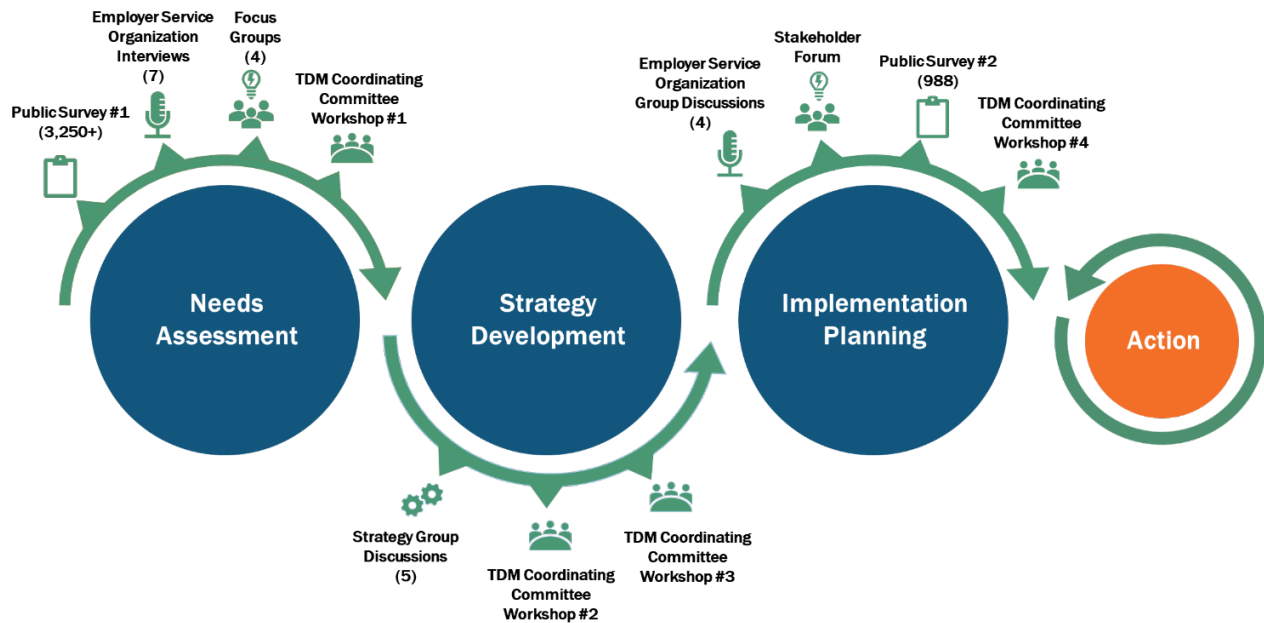 Public Survey #1
(3,250+)
Employer Service
Organization
Interviews
(7)
Focus
Groups
(4)
TDM Coordinating
Committee
Workshop #1
Needs
Assessment
Strategy Group
Discussions
(5)
TDM Coordinating
Committee
Workshop #2
TDM Coordinating
Committee
Workshop #3
Strategy
Development
Employer Service
Organization
Group Discussions
(4)
Stakeholder
Forum
Public Survey #2
(988)
TDM Coordinating
Committee
Workshop #4
Implementation
Planning
Action